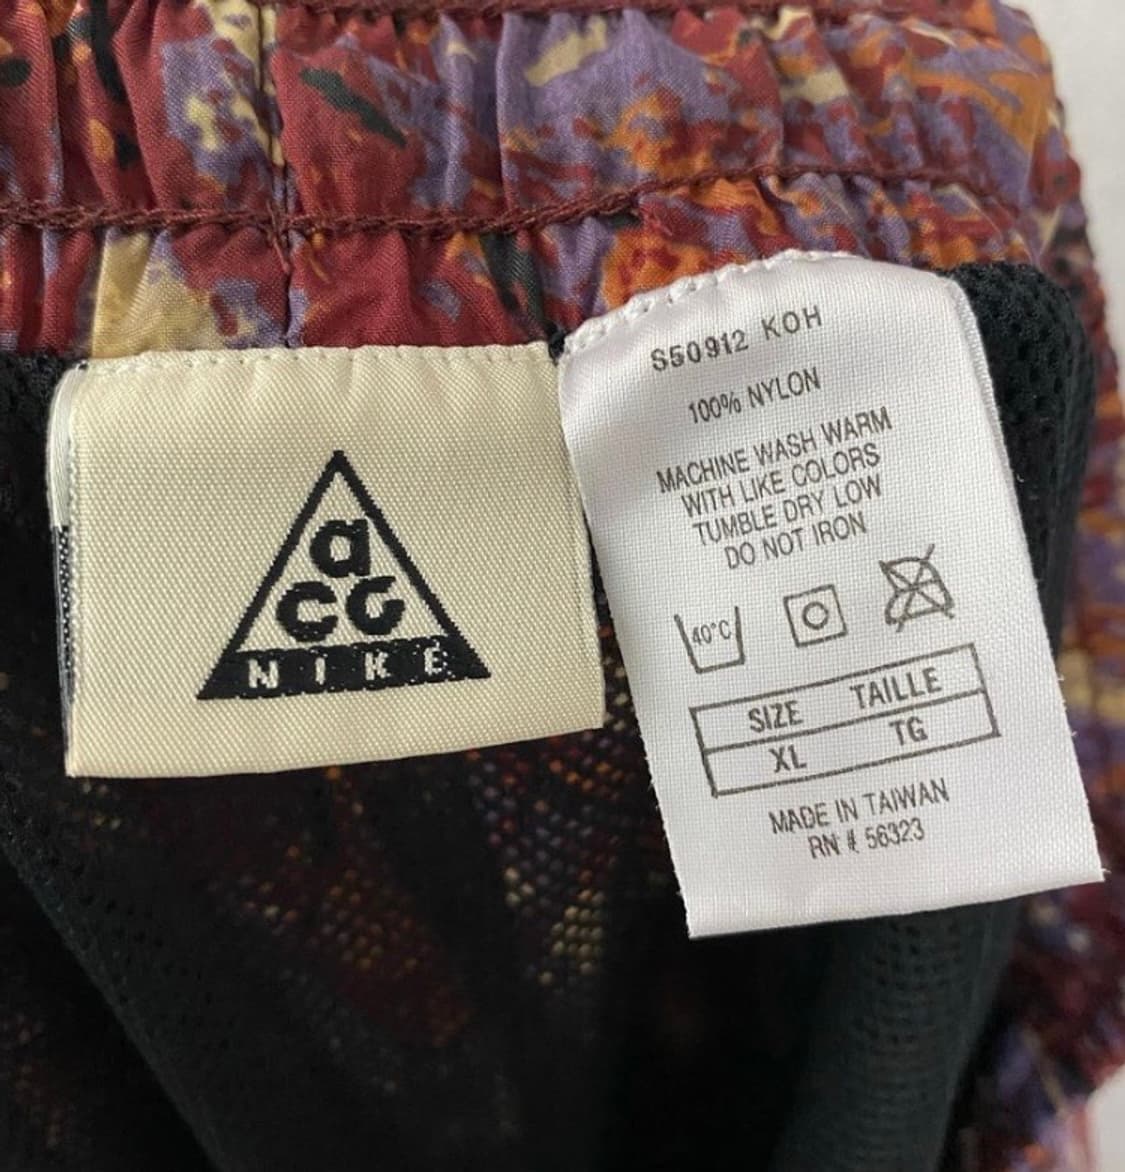 acg
NIKE
S50912 KOH
100% NYLON
MACHINE WASH WARM
WITH LIKE COLORS
TUMBLE DRY LOW
DO NOT IRON
40°C
SIZE TAILLE
XL TG
MADE IN TAIWAN
RN # 56323